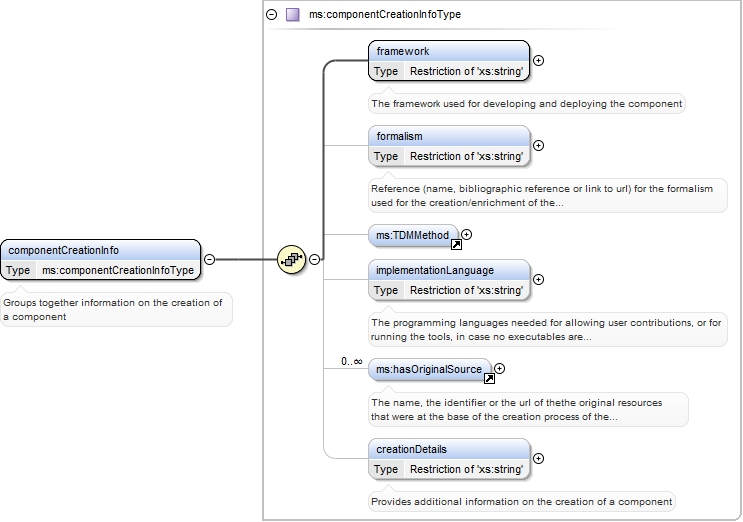 ms:componentCreationInfoType
framework
Type Restriction of 'xs:string'
The framework used for developing and deploying the component
formalism
Type Restriction of 'xs:string'
Reference (name, bibliographic reference or link to url) for the formalism
used for the creation/enrichment of the...
ms:TDMMethod
componentCreationInfo
Type ms:componentCreationInfoType
Groups together information on the creation of
a component
implementationLanguage
Type Restriction of 'xs:string'
The programming languages needed for allowing user contributions, or for
running the tools, in case no executables are...
0..∞
ms:hasOriginalSource
The name, the identifier or the url of thethe original resources
that were at the base of the creation process of the...
creationDetails
Type Restriction of 'xs:string'
Provides additional information on the creation of a component